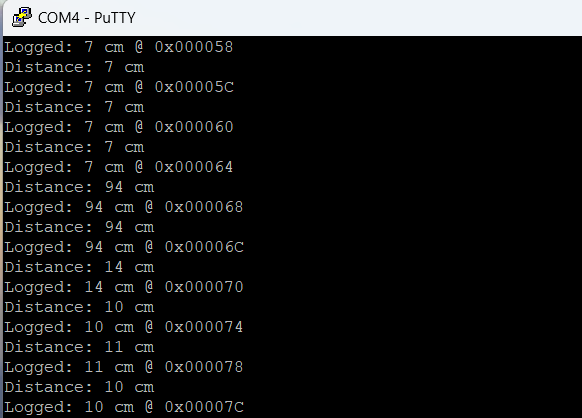 COM4 - PuTTY
Logged: 7 cm @ 0x000058
Distance: 7 cm
Logged: 7 cm @ 0x00005C
Distance: 7 cm
Logged: 7 cm @ 0x000060
Distance: 7 cm
Logged: 7 cm @ 0x000064
Distance: 94 cm
Logged: 94 cm @ 0x000068
Distance: 94 cm
Logged: 94 cm @ 0x00006C
Distance: 14 cm
Logged: 14 cm @ 0x000070
Distance: 10 cm
Logged: 10 cm @ 0x000074
Distance: 11 cm
Logged: 11 cm @ 0x000078
Distance: 10 cm
Logged: 10 cm @ 0x00007C